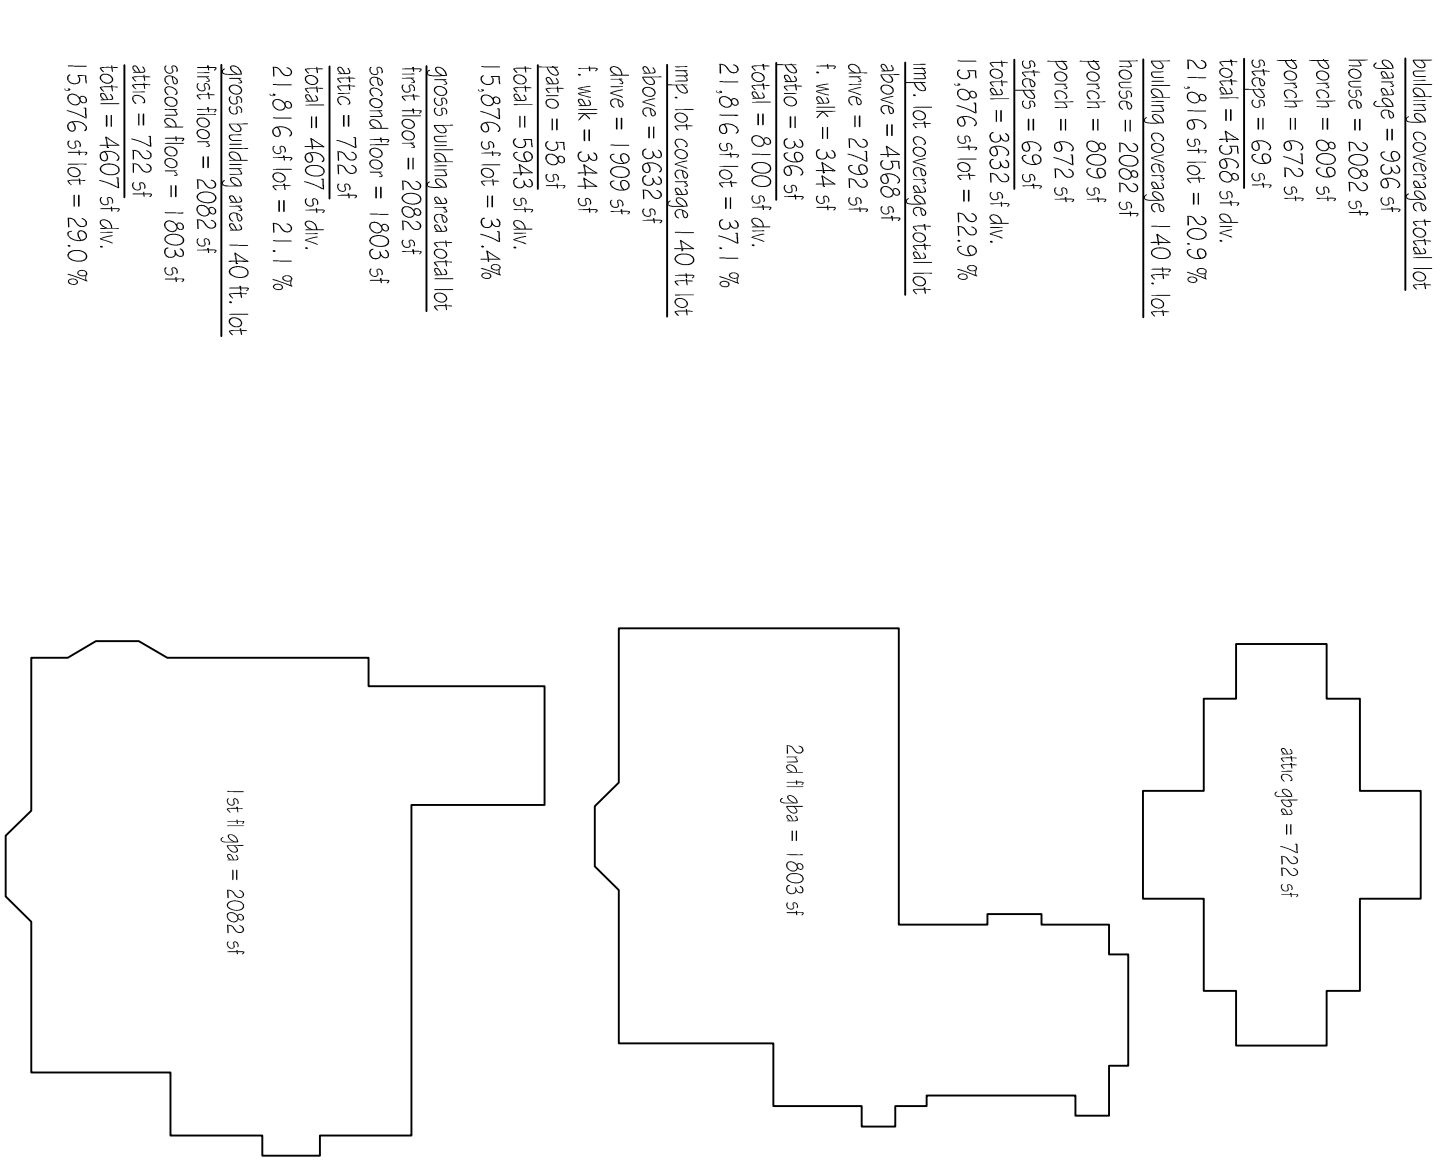 building coverage total lot
garage = 936 sf
house = 2082 sf
porch = 809 sf
porch = 672 sf
steps = 69 sf
total = 4568 sf div.
21,816 sf lot = 20.9 %
building coverage 140 ft. lot
house = 2082 sf
porch = 809 sf
porch = 672 sf
steps = 69 sf
total = 3632 sf div.
15,876 sf lot = 22.9 %
imp. lot coverage total lot
above = 4568 sf
drive = 2792 sf
f. walk = 344 sf
patio = 396 sf
total = 8100 sf div.
21,816 sf lot = 37.1 %
imp. lot coverage 140 ft lot
above = 3632 sf
drive = 1909 sf
f. walk = 344 sf
patio = 58 sf
total = 5943 sf div.
15,876 sf lot = 37.4%
gross building area total lot
first floor = 2082 sf
second floor = 1803 sf
attic = 722 sf
total = 4607 sf div.
21,816 sf lot = 21.1 %
gross building area 140 ft. lot
first floor = 2082 sf
second floor = 1803 sf
attic = 722 sf
total = 4607 sf div.
15,876 sf lot = 29.0 %
attic gba = 722 sf
2nd fl gba = 1803 sf
1st fl gba = 2082 sf